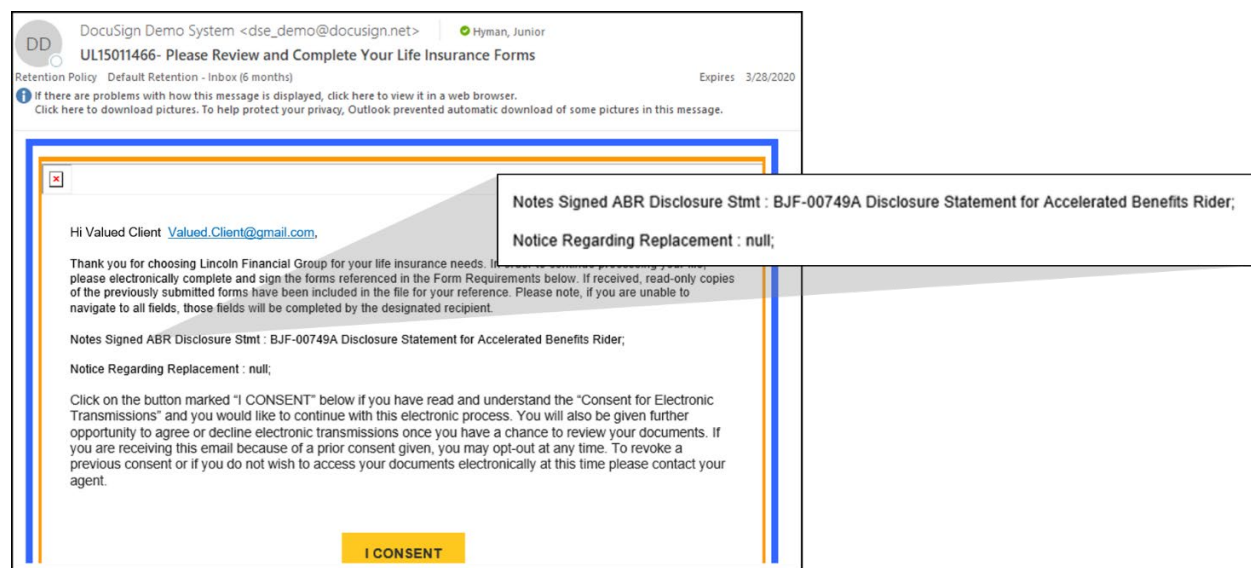 DD
DocuSign Demo System <dse_demo@docusign.net>
Hyman, Junior
UL15011466- Please Review and Complete Your Life Insurance Forms
Retention Policy Default Retention - Inbox (6 months)
Expires 3/28/2020
If there are problems with how this message is displayed, click here to view it in a web browser.
Click here to download pictures. To help protect your privacy, Outlook prevented automatic download of some pictures in this message.
Notes Signed ABR Disclosure Stmt : BJF-00749A Disclosure Statement for Accelerated Benefits Rider;
Notice Regarding Replacement : null;
Hi Valued Client Valued.Client@gmail.com,
Thank you for choosing Lincoln Financial Group for your life insurance needs.
please electronically complete and sign the forms referenced in the Form Requirements below. If received, read-only copies
of the previously submitted forms have been included in the file for your reference. Please note, if you are unable to
navigate to all fields, those fields will be completed by the designated recipient.
Notes Signed ABR Disclosure Stmt : BJF-00749A Disclosure Statement for Accelerated Benefits Rider;
Notice Regarding Replacement : null;
Click on the button marked “I CONSENT” below if you have read and understand the “Consent for Electronic
Transmissions” and you would like to continue with this electronic process. You will also be given further
opportunity to agree or decline electronic transmissions once you have a chance to review your documents. If
you are receiving this email because of a prior consent given, you may opt-out at any time. To revoke a
previous consent or if you do not wish to access your documents electronically at this time please contact your
agent.
I CONSENT